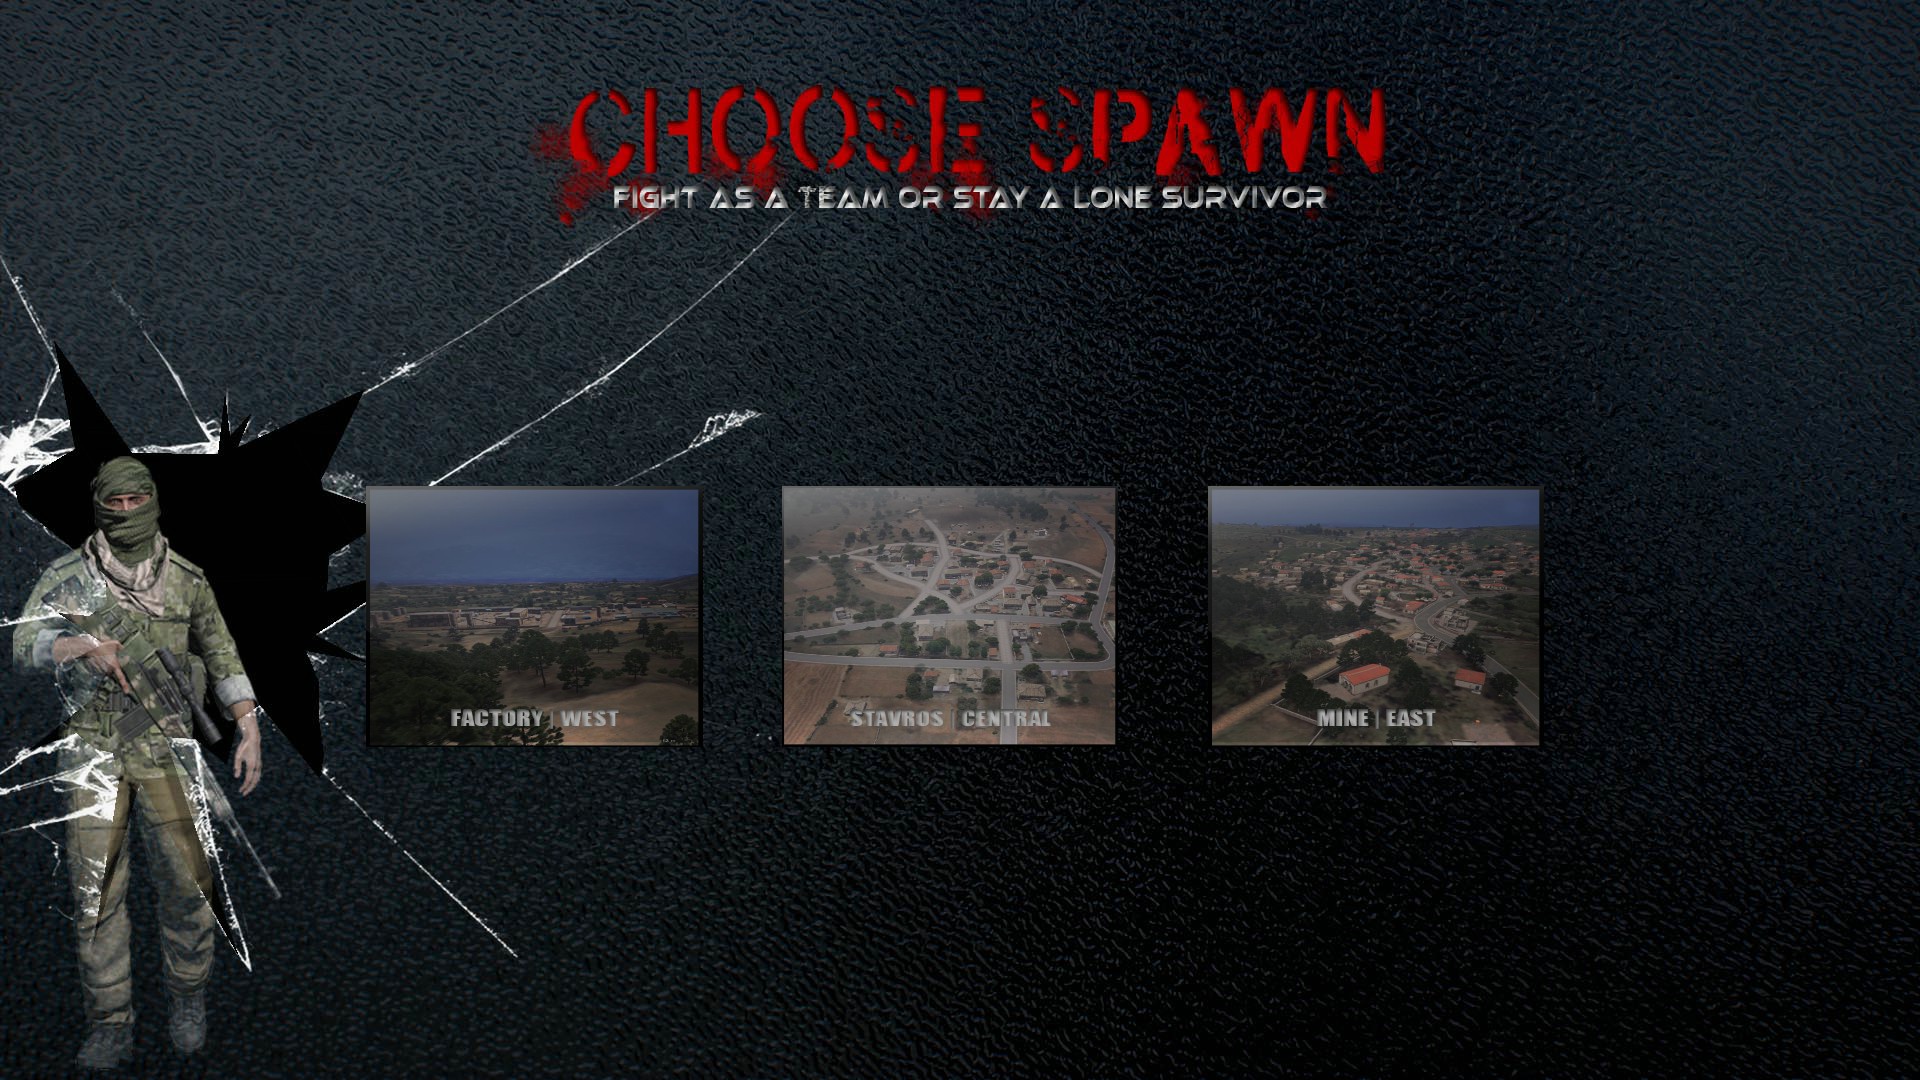 CHOOSE SPAWN
FIGHT AS A TEAM OR STAY A LONE SURVIVOR
FACTORY | WEST
STAVROS | CENTRAL
MINE | EAST